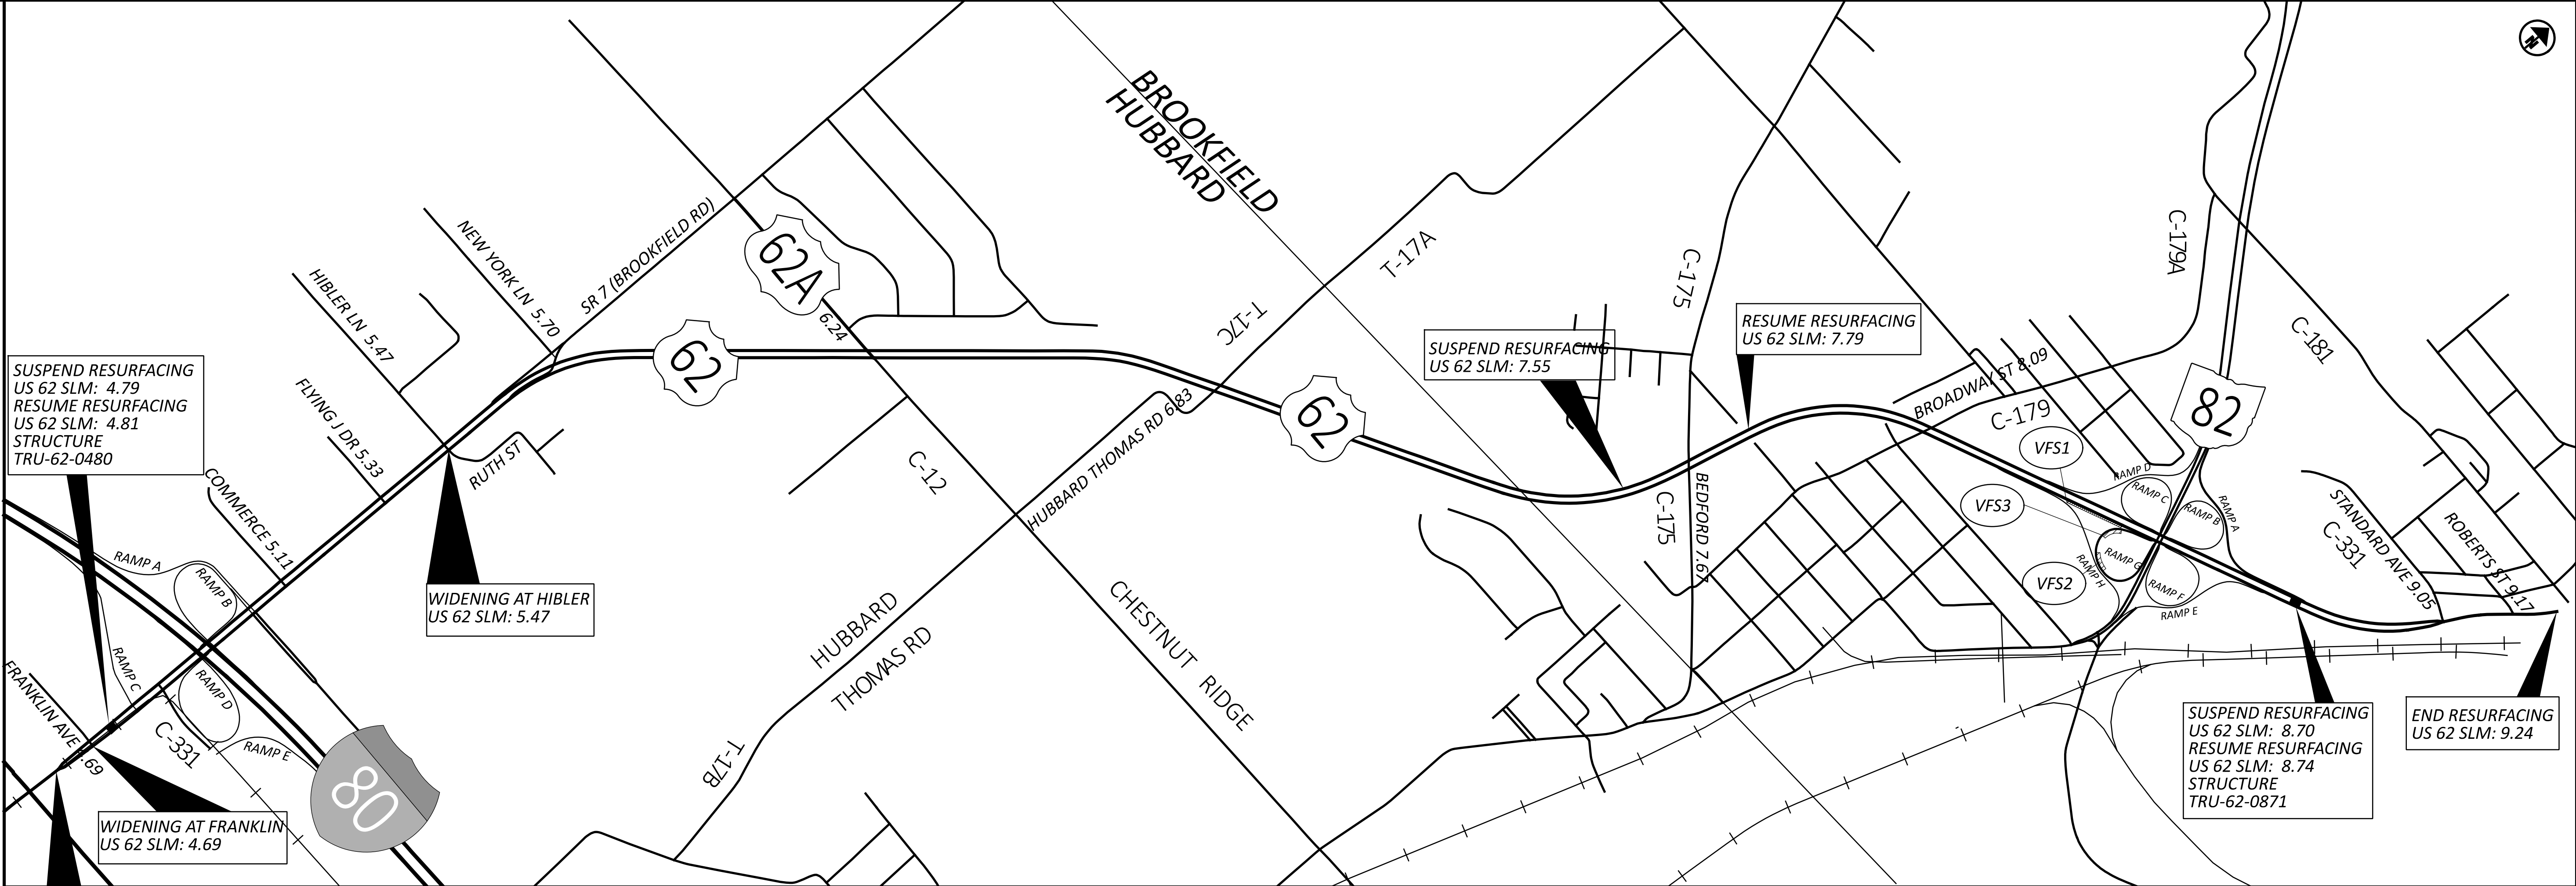 N
BROOKFIELD
HUBBARD
NEW YORK LN 5.70
SR 7 (BROOKFIELD RD)
62A
6.24
HIBLER LN 5.47
62
FLYING J DR 5.33
RUTH ST
COMMERCE 5.11
SUSPEND RESURFACING
US 62 SLM: 4.79
RESUME RESURFACING
US 62 SLM: 4.81
STRUCTURE
TRU-62-0480
RAMP A
RAMP B
RAMP C
RAMP D
RAMP E
FRANKLIN AVE 4.69
C-331
80
WIDENING AT FRANKLIN
US 62 SLM: 4.69
WIDENING AT HIBLER
US 62 SLM: 5.47
C-12
HUBBARD THOMAS RD 6.83
HUBBARD
THOMAS RD
T-17B
CHESTNUT RIDGE
T-17C
T-17A
62
SUSPEND RESURFACING
US 62 SLM: 7.55
C-175
RESUME RESURFACING
US 62 SLM: 7.79
C-175
BEDFORD 7.67
BROADWAY ST 8.09
C-179
C-179A
C-181
82
VFS1
VFS3
VFS2
RAMP D
RAMP C
RAMP B
RAMP A
RAMP G
RAMP H
RAMP F
RAMP E
STANDARD AVE 9.05
C-331
ROBERTS ST 9.17
SUSPEND RESURFACING
US 62 SLM: 8.70
RESUME RESURFACING
US 62 SLM: 8.74
STRUCTURE
TRU-62-0871
END RESURFACING
US 62 SLM: 9.24